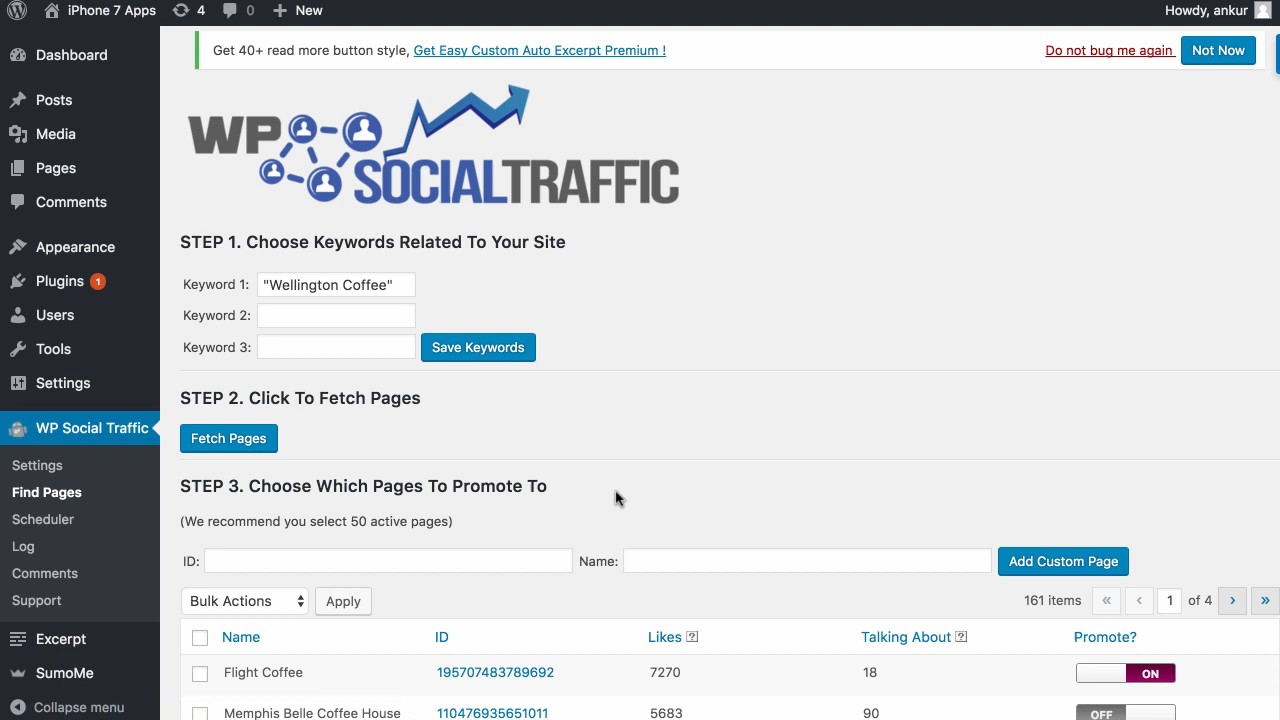 iPhone 7 Apps 4 0 New Howdy, ankur
Dashboard
Posts
Media
Pages
Comments
Appearance
Plugins 1
Users
Tools
Settings
WP Social Traffic
Settings
Find Pages
Scheduler
Log
Comments
Support
Excerpt
SumoMe
Collapse menu
Get 40+ read more button style, Get Easy Custom Auto Excerpt Premium ! Do not bug me again Not Now
WP
SOCIALTRAFFIC
STEP 1. Choose Keywords Related To Your Site
Keyword 1: "Wellington Coffee"
Keyword 2:
Keyword 3: Save Keywords
STEP 2. Click To Fetch Pages
Fetch Pages
STEP 3. Choose Which Pages To Promote To
(We recommend you select 50 active pages)
ID: Name: Add Custom Page
Bulk Actions Apply 161 items « ‹ 1 of 4 › »
Name ID Likes ? Talking About ? Promote?
Flight Coffee 195707483789692 7270 18 ON
Memphis Belle Coffee House 110476935651011 5683 90 OFF